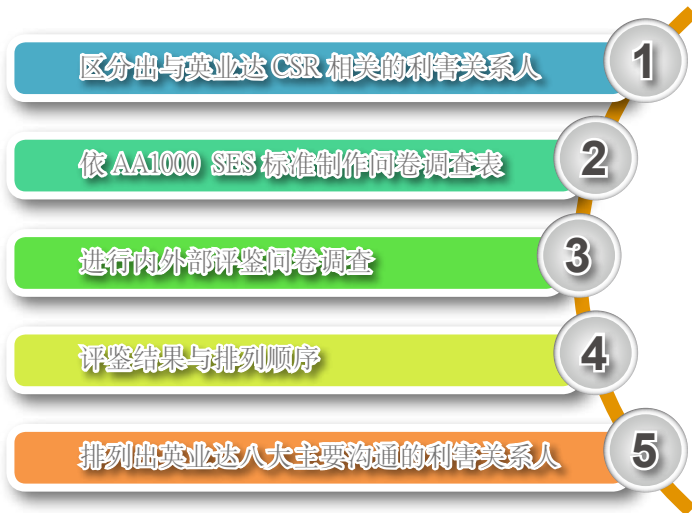 区分出与英业达 CSR 相关的利害关系人 1
依 AA1000 SES 标准制作问卷调查表 2
进行内外部评鉴问卷调查 3
评鉴结果与排列顺序 4
排列出英业达八大主要沟通的利害关系人 5